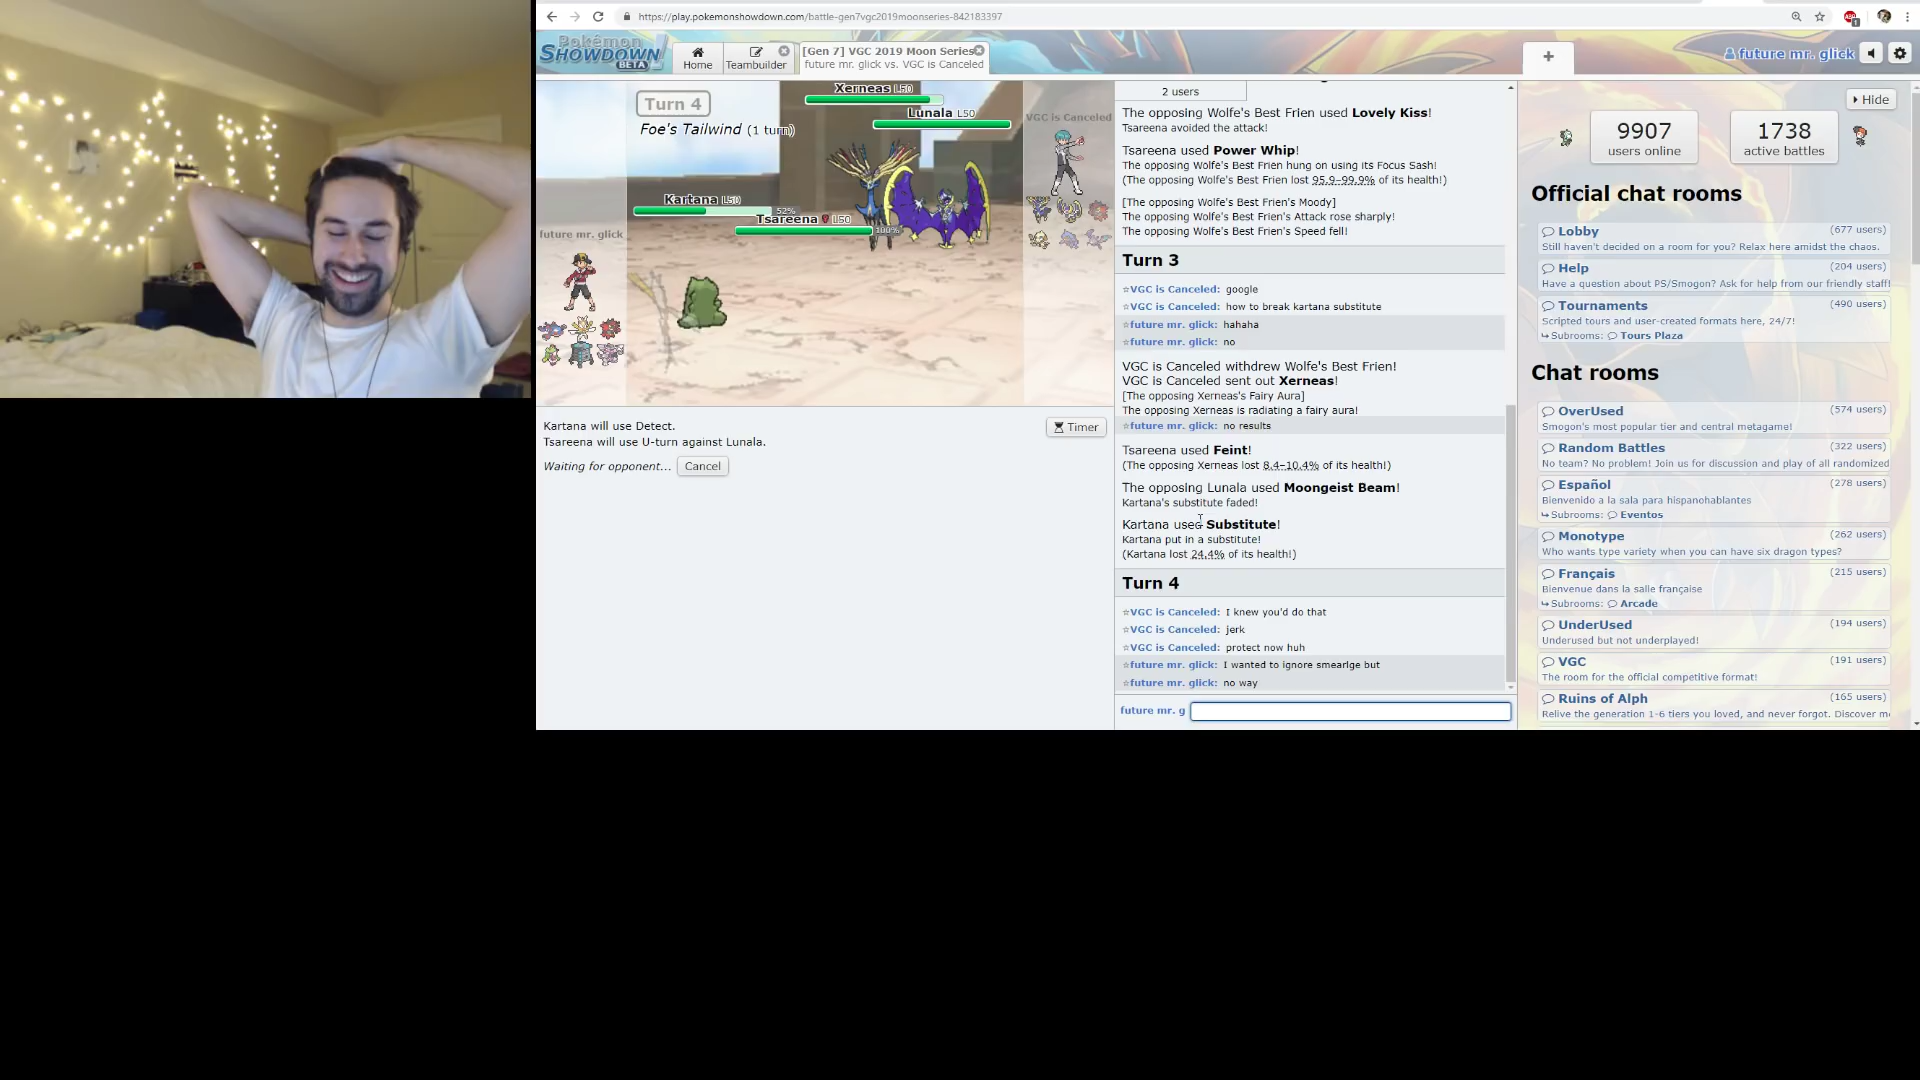 https://play.pokemonshowdown.com/battle-gen7vgc2019moonseries-842183397
Pokémon
SHOWDOWN
BETA
Home
Teambuilder
[Gen 7] VGC 2019 Moon Series
future mr. glick vs. VGC is Canceled
+
future mr. glick
Turn 4
Foe's Tailwind (1 turn)
Xerneas L50
Lunala L50
Kartana L50
52%
Tsareena L50
100%
future mr. glick
VGC is Canceled
Kartana will use Detect.
Tsareena will use U-turn against Lunala.
Waiting for opponent... Cancel
Timer
2 users
The opposing Wolfe's Best Frien used Lovely Kiss!
Tsareena avoided the attack!
Tsareena used Power Whip!
The opposing Wolfe's Best Frien hung on using its Focus Sash!
(The opposing Wolfe's Best Frien lost 95.9–99.9% of its health!)
[The opposing Wolfe's Best Frien's Moody]
The opposing Wolfe's Best Frien's Attack rose sharply!
The opposing Wolfe's Best Frien's Speed fell!
Turn 3
☆VGC is Canceled: google
☆VGC is Canceled: how to break kartana substitute
☆future mr. glick: hahaha
☆future mr. glick: no
VGC is Canceled withdrew Wolfe's Best Frien!
VGC is Canceled sent out Xerneas!
[The opposing Xerneas's Fairy Aura]
The opposing Xerneas is radiating a fairy aura!
☆future mr. glick: no results
Tsareena used Feint!
(The opposing Xerneas lost 8.4–10.4% of its health!)
The opposing Lunala used Moongeist Beam!
Kartana's substitute faded!
Kartana used Substitute!
Kartana put in a substitute!
(Kartana lost 24.4% of its health!)
Turn 4
☆VGC is Canceled: I knew you'd do that
☆VGC is Canceled: jerk
☆VGC is Canceled: protect now huh
☆future mr. glick: I wanted to ignore smearlge but
☆future mr. glick: no way
future mr. g
Hide
9907
users online
1738
active battles
Official chat rooms
Lobby (677 users)
Still haven't decided on a room for you? Relax here amidst the chaos.
Help (204 users)
Have a question about PS/Smogon? Ask for help from our friendly staff!
Tournaments (490 users)
Scripted tours and user-created formats here, 24/7!
Subrooms: Tours Plaza
Chat rooms
OverUsed (574 users)
Smogon's most popular tier and central metagame!
Random Battles (322 users)
No team? No problem! Join us for discussion and play of all randomized
Español (278 users)
Bienvenido a la sala para hispanohablantes
Subrooms: Eventos
Monotype (262 users)
Who wants type variety when you can have six dragon types?
Français (215 users)
Bienvenue dans la salle française
Subrooms: Arcade
UnderUsed (194 users)
Underused but not underplayed!
VGC (191 users)
The room for the official competitive format!
Ruins of Alph (165 users)
Relive the generation 1-6 tiers you loved, and never forgot. Discover m